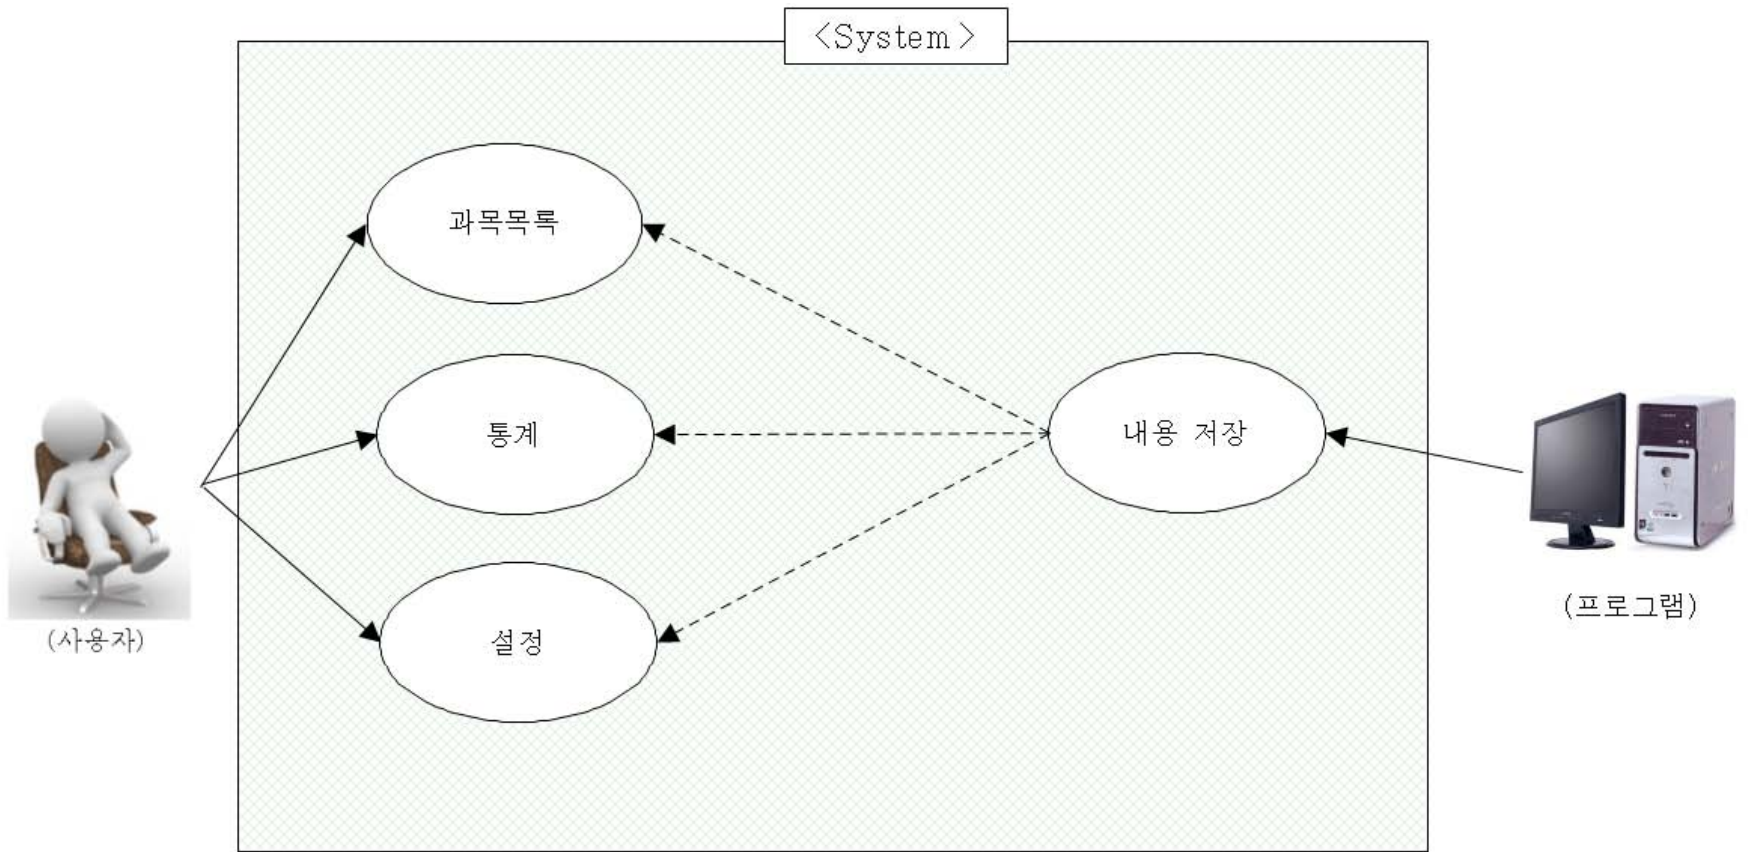 <System>
과목목록
통계
내용 저장
설정
(사용자)
(프로그램)